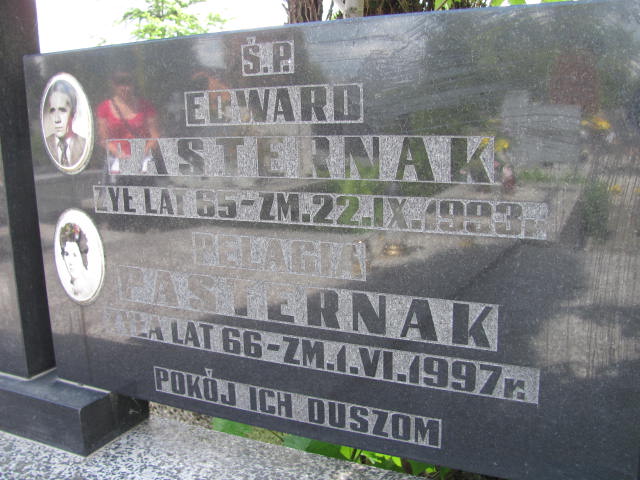 Ś.P.
EDWARD
PASTERNAK
ŻYŁ LAT 65-ZM.22.IX.1993r.
PELAGIA
PASTERNAK
ŻYŁA LAT 66-ZM.1.VI.1997r.
POKÓJ ICH DUSZOM